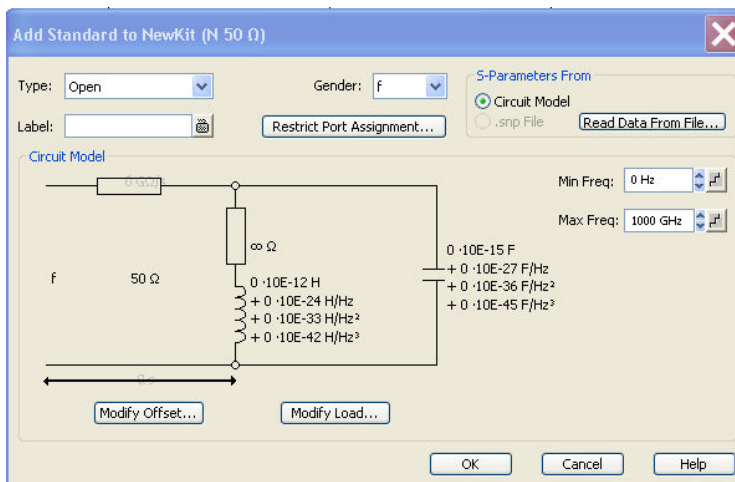 Add Standard to NewKit (N 50 Ω)
Type: Open Gender: f
S-Parameters From
Circuit Model
.snp File Read Data From File...
Label: Restrict Port Assignment...
Circuit Model
0 GΩ/s
Min Freq: 0 Hz
Max Freq: 1000 GHz
f 50 Ω
∞ Ω
0 ·10E-12 H
+ 0 ·10E-24 H/Hz
+ 0 ·10E-33 H/Hz²
+ 0 ·10E-42 H/Hz³
0 ·10E-15 F
+ 0 ·10E-27 F/Hz
+ 0 ·10E-36 F/Hz²
+ 0 ·10E-45 F/Hz³
0 s
Modify Offset... Modify Load...
OK Cancel Help